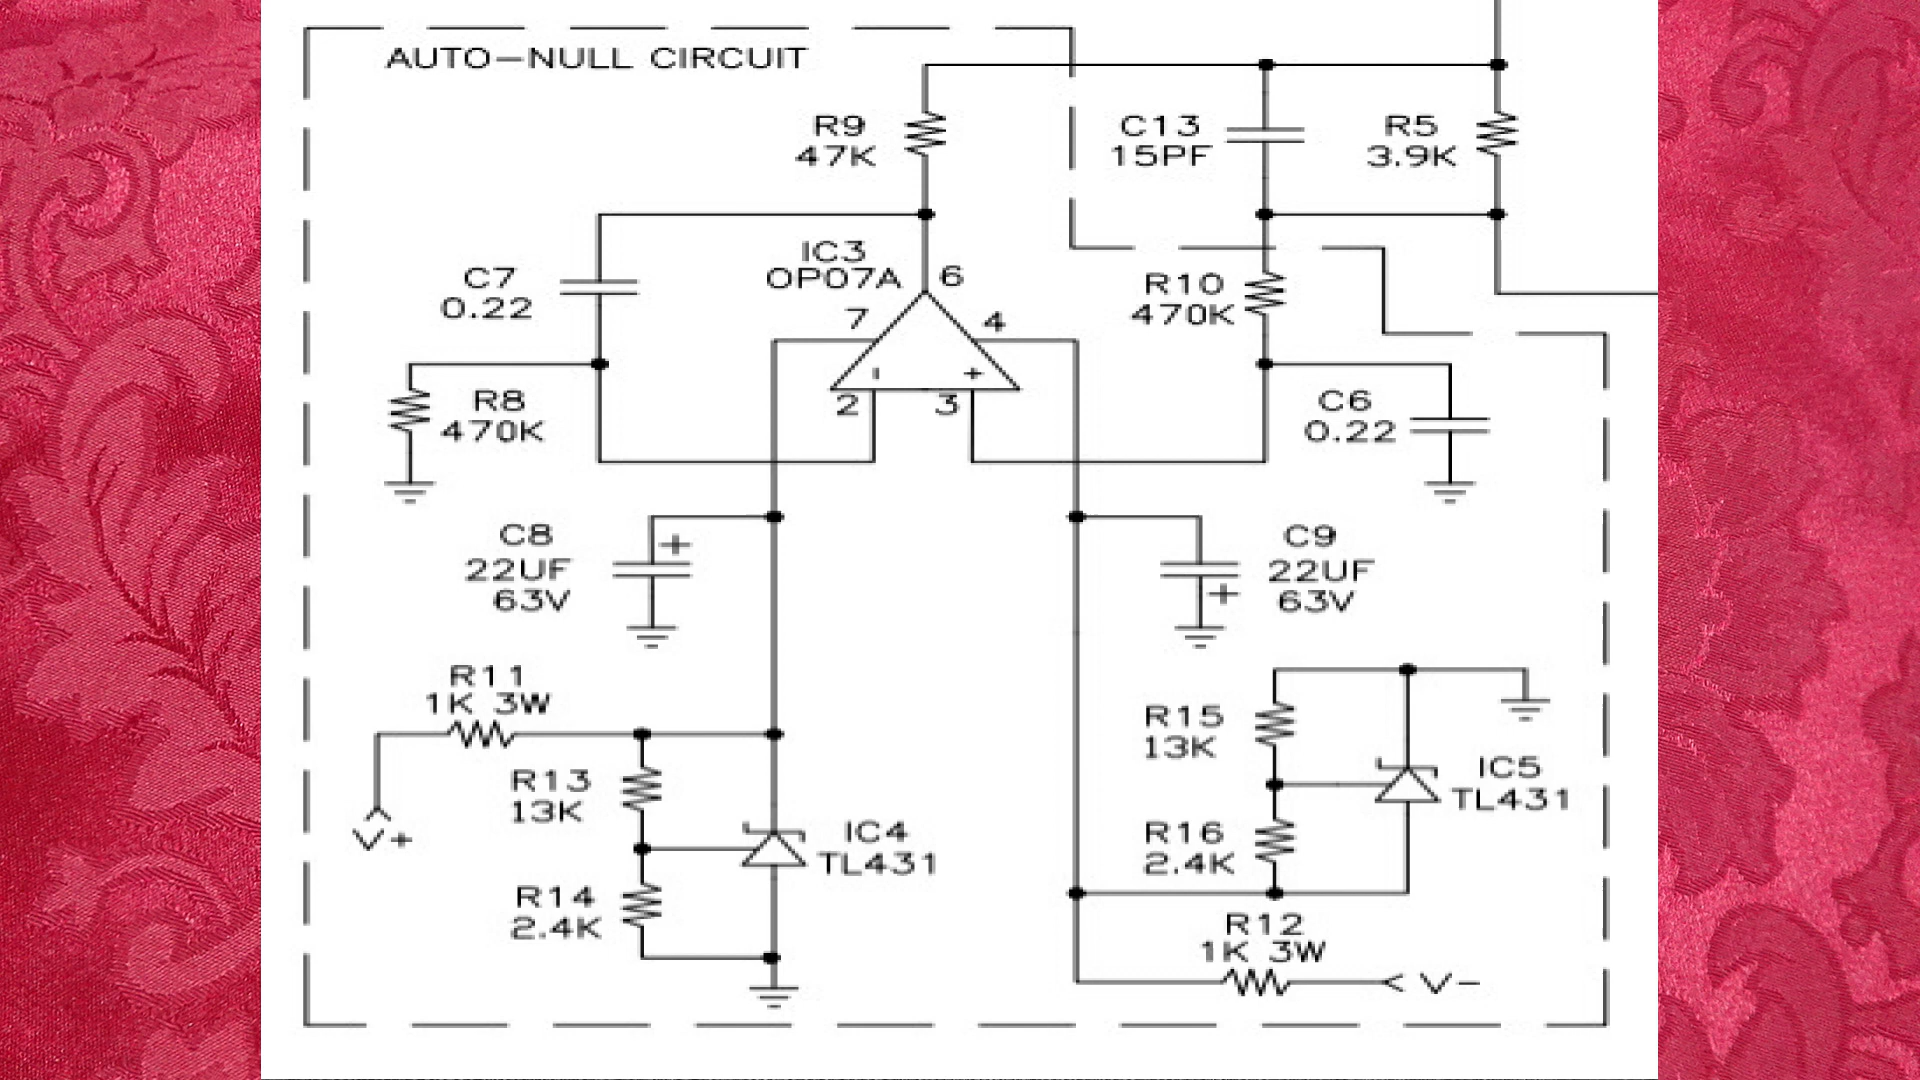 AUTO-NULL CIRCUIT
R9
47K
C13
15PF
R5
3.9K
IC3
OP07A
6
C7
0.22
7
4
R10
470K
- +
2
3
R8
470K
C6
0.22
C8
+
22UF
63V
C9
22UF
+
63V
R11
1K 3W
R15
13K
R13
13K
IC5
TL431
V+
IC4
TL431
R16
2.4K
R14
2.4K
R12
1K 3W
< V-